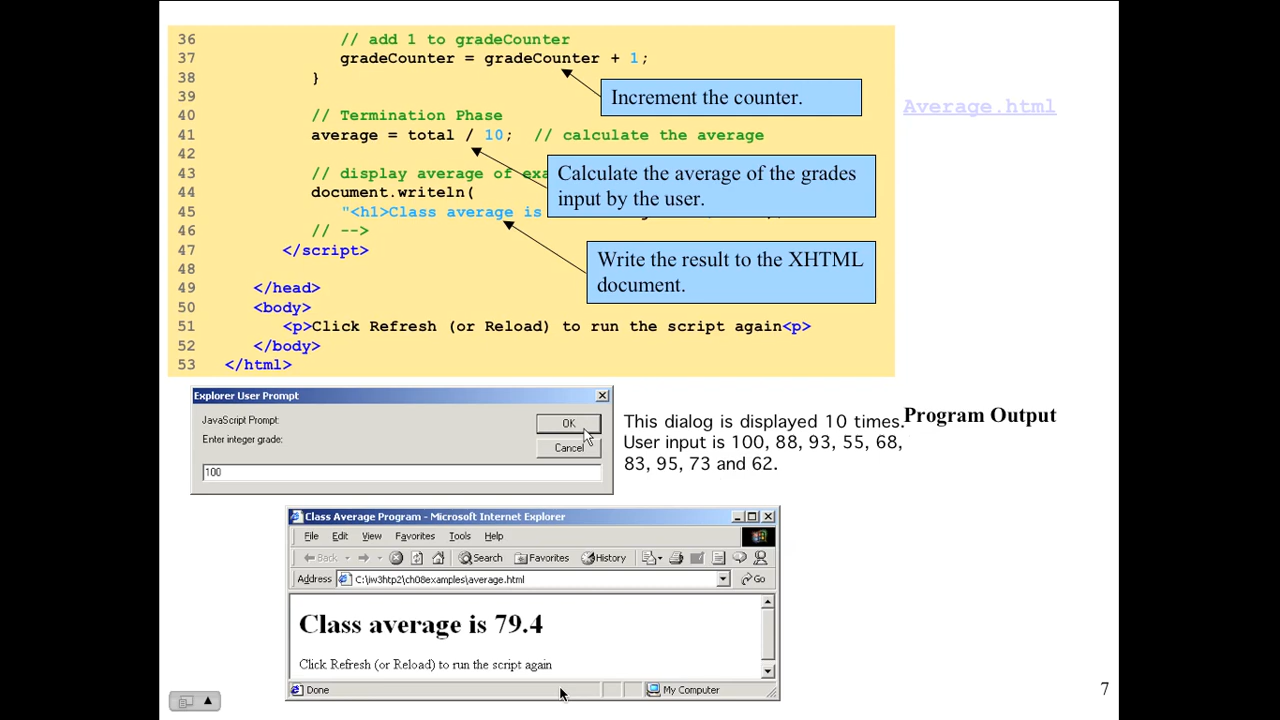 36 // add 1 to gradeCounter
37 gradeCounter = gradeCounter + 1;
38 }
39
40 // Termination Phase
41 average = total / 10; // calculate the average
42
43 // display average of
44 document.writeln(
45 "<h1>Class average is
46 // -->
47 </script>
48
49 </head>
50 <body>
51 <p>Click Refresh (or Reload) to run the script again<p>
52 </body>
53 </html>
Increment the counter.
Calculate the average of the grades
input by the user.
Write the result to the XHTML
document.
Average.html
Explorer User Prompt
JavaScript Prompt:
Enter integer grade:
OK
Cancel
100
This dialog is displayed 10 times.
User input is 100, 88, 93, 55, 68,
83, 95, 73 and 62.
Program Output
Class Average Program - Microsoft Internet Explorer
File Edit View Favorites Tools Help
Back Search Favorites History
Address C:\iw3htp2\ch08examples\average.html Go
Class average is 79.4
Click Refresh (or Reload) to run the script again
Done My Computer
7